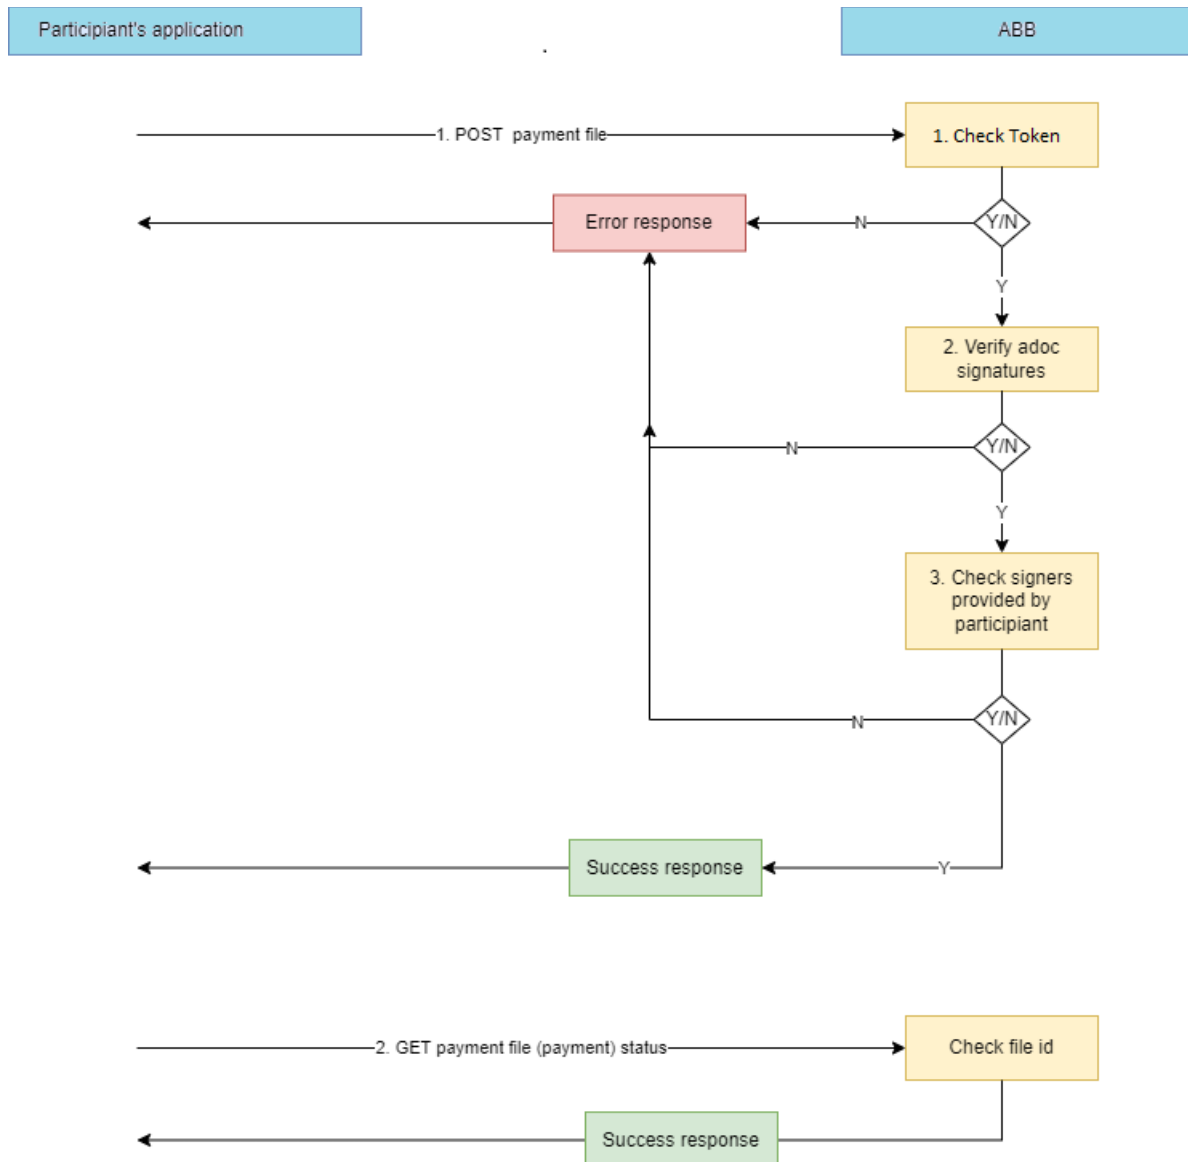 Participiant's application
ABB
.
1. POST  payment file
1. Check Token
Error response
N
Y/N
Y
2. Verify adoc
signatures
N
Y/N
Y
3. Check signers
provided by
participiant
N
Y/N
Success response
Y
2. GET payment file (payment) status
Check file id
Success response